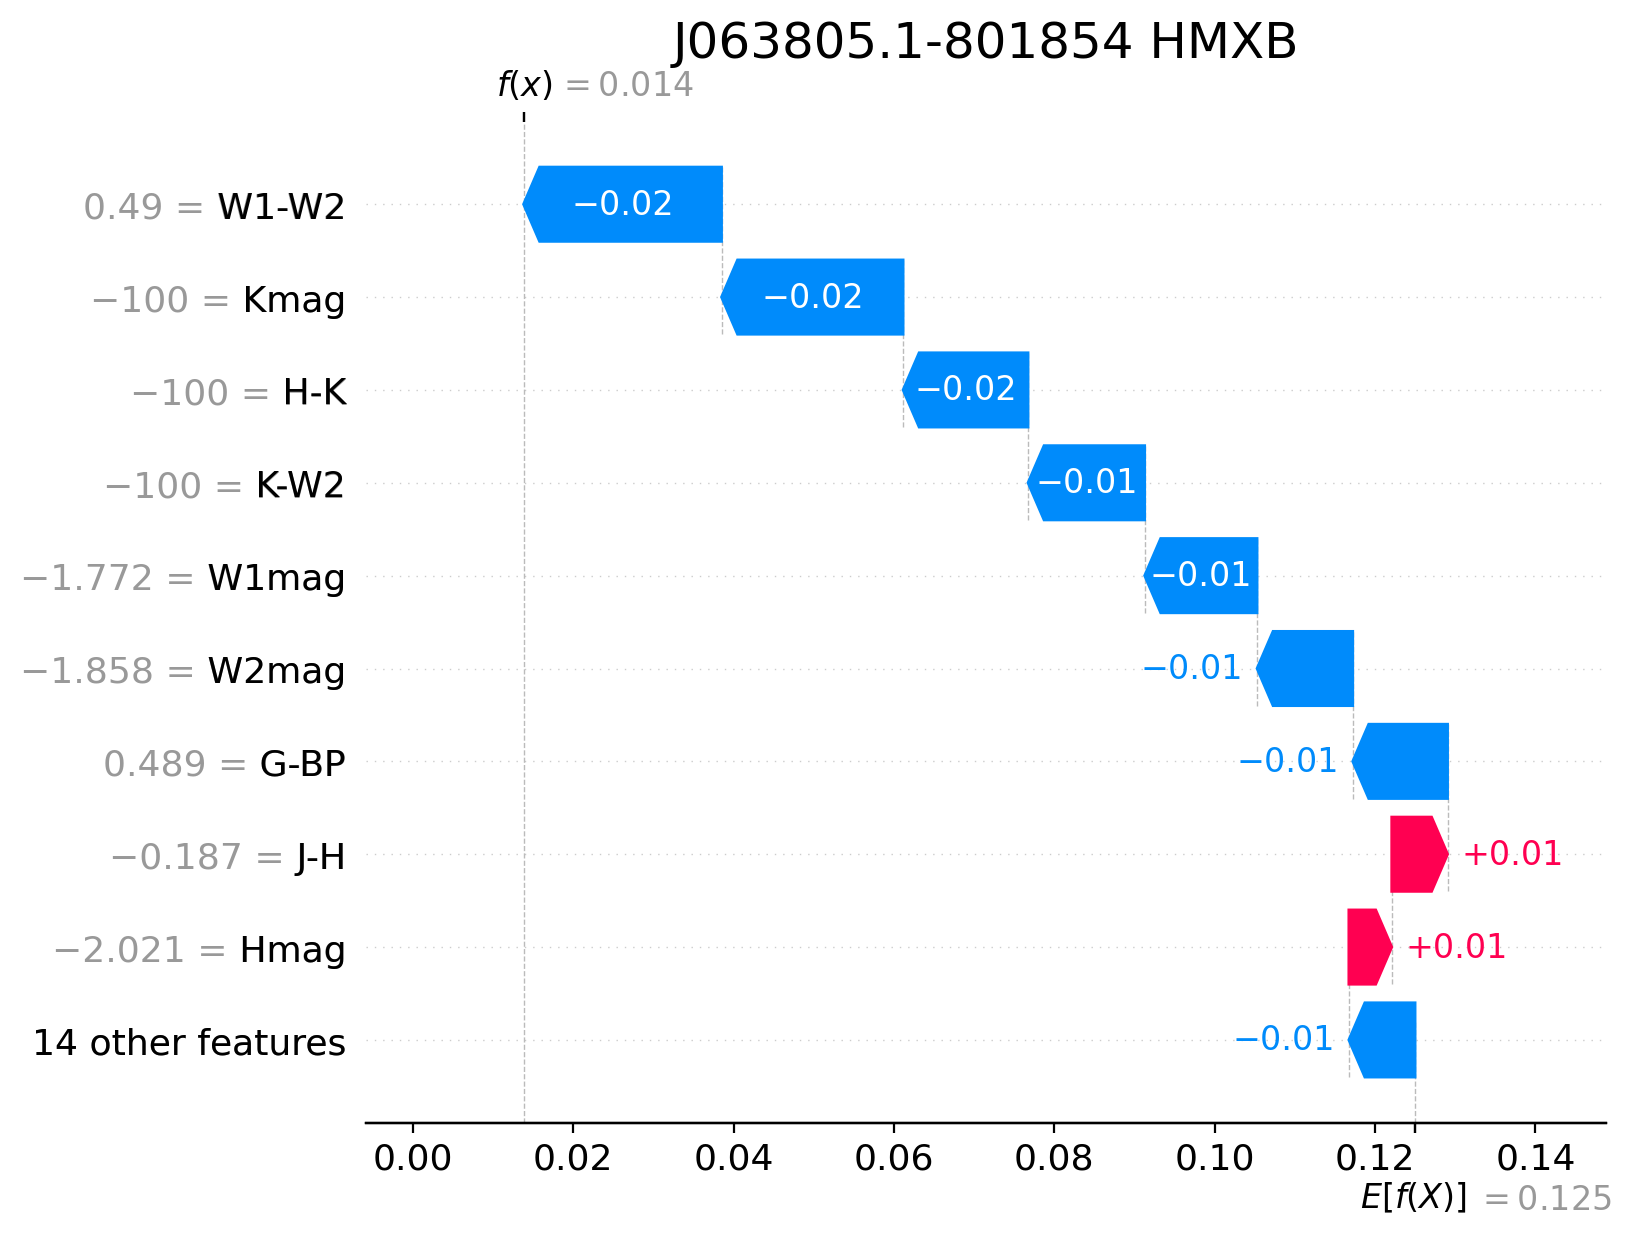 J063805.1-801854 HMXB
f(x) = 0.014
0.49 = W1-W2
−0.02
−100 = Kmag
−0.02
−100 = H-K
−0.02
−100 = K-W2
−0.01
−1.772 = W1mag
−0.01
−1.858 = W2mag
−0.01
0.489 = G-BP
−0.01
−0.187 = J-H
+0.01
−2.021 = Hmag
+0.01
14 other features
−0.01
0.00 0.02 0.04 0.06 0.08 0.10 0.12 0.14
E[f(X)] = 0.125